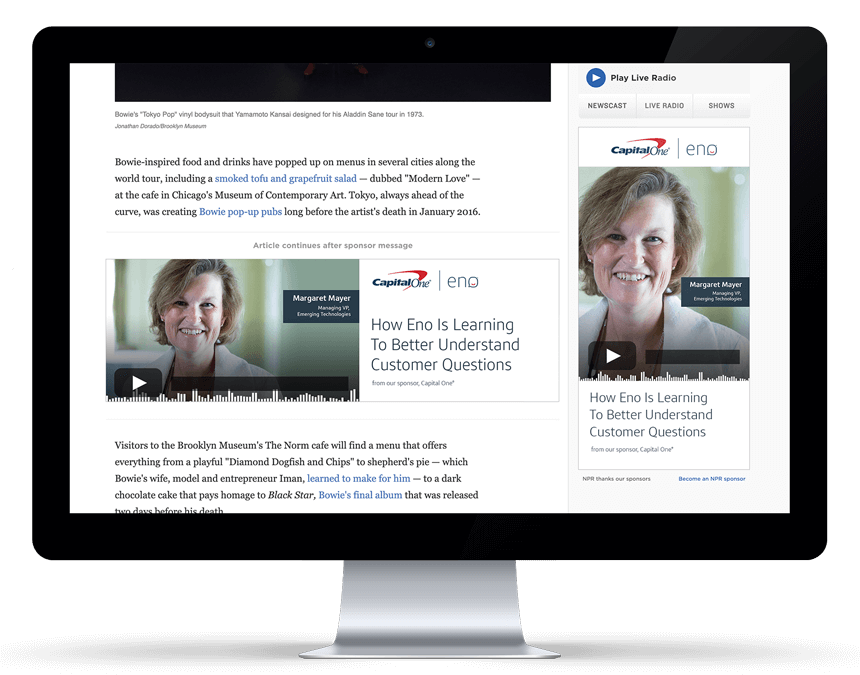 Bowie's "Tokyo Pop" vinyl bodysuit that Yamamoto Kansai designed for his Aladdin Sane tour in 1973.
Jonathan Dorado/Brooklyn Museum
Bowie-inspired food and drinks have popped up on menus in several cities along the
world tour, including a smoked tofu and grapefruit salad — dubbed "Modern Love" —
at the cafe in Chicago's Museum of Contemporary Art. Tokyo, always ahead of the
curve, was creating Bowie pop-up pubs long before the artist's death in January 2016.
Article continues after sponsor message
Margaret Mayer
Managing VP,
Emerging Technologies
CapitalOne® | eno
How Eno Is Learning
To Better Understand
Customer Questions
from our sponsor, Capital One®
Visitors to the Brooklyn Museum's The Norm cafe will find a menu that offers
everything from a playful "Diamond Dogfish and Chips" to shepherd's pie — which
Bowie's wife, model and entrepreneur Iman, learned to make for him — to a dark
chocolate cake that pays homage to Black Star, Bowie's final album that was released
two days before his death
Play Live Radio
NEWSCAST LIVE RADIO SHOWS
CapitalOne® | eno
Margaret Mayer
Managing VP,
Emerging Technologies
How Eno Is Learning
To Better Understand
Customer Questions
from our sponsor, Capital One®
NPR thanks our sponsors Become an NPR sponsor